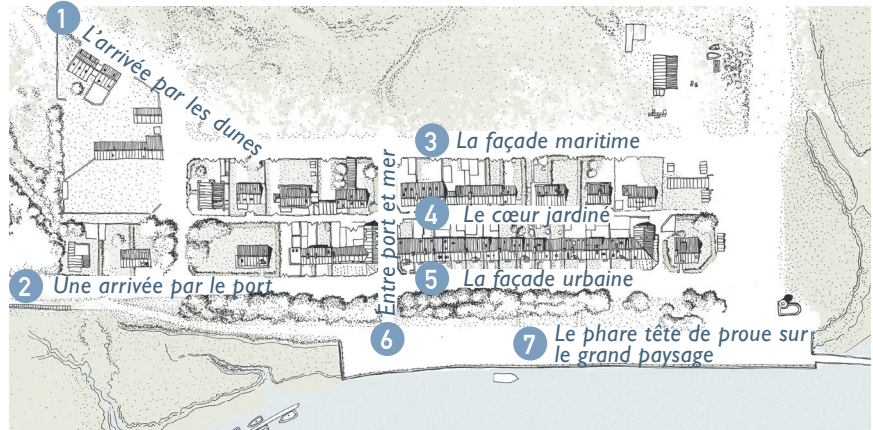 1 L'arrivée par les dunes
3 La façade maritime
4 Le cœur jardiné
2 Une arrivée par le port
5 La façade urbaine
6 Entre port et mer
7 Le phare tête de proue sur
le grand paysage